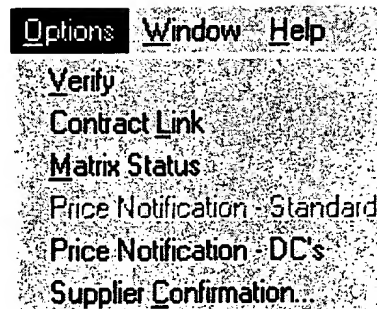 Options Window Help
Verify
Contract Link
Matrix Status
Price Notification - Standard
Price Notification - DC's
Supplier Confirmation...